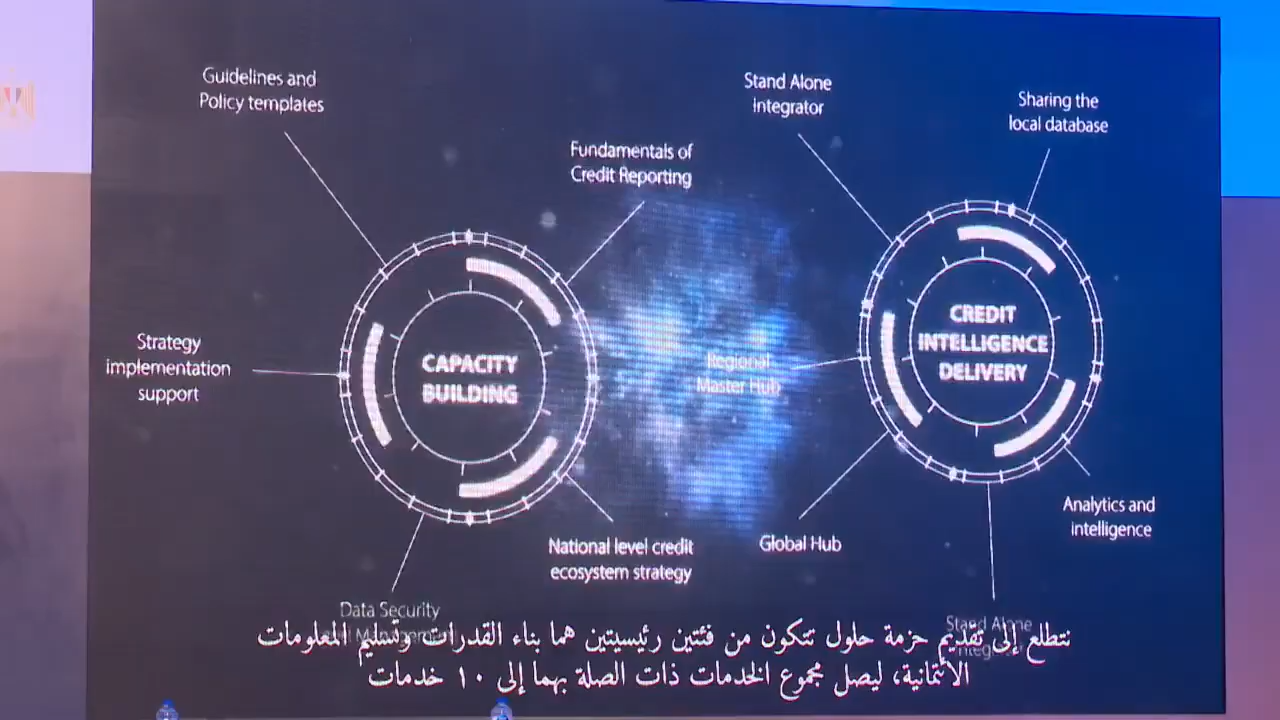 Guidelines and
Policy templates
Fundamentals of
Credit Reporting
Strategy
implementation
support
CAPACITY
BUILDING
National level credit
ecosystem strategy
Data Security
Stand Alone
integrator
Sharing the
local database
CREDIT
INTELLIGENCE
DELIVERY
Regional
Master Hub
Global Hub
Analytics and
intelligence
Stand Alone
نتطلع إلى تقديم حزمة حلول تتكون من فئتين رئيسيتين هما بناء القدرات وتسليم المعلومات
الائتمانية، ليصل مجموع الخدمات ذات الصلة بهما إلى ١٠ خدمات